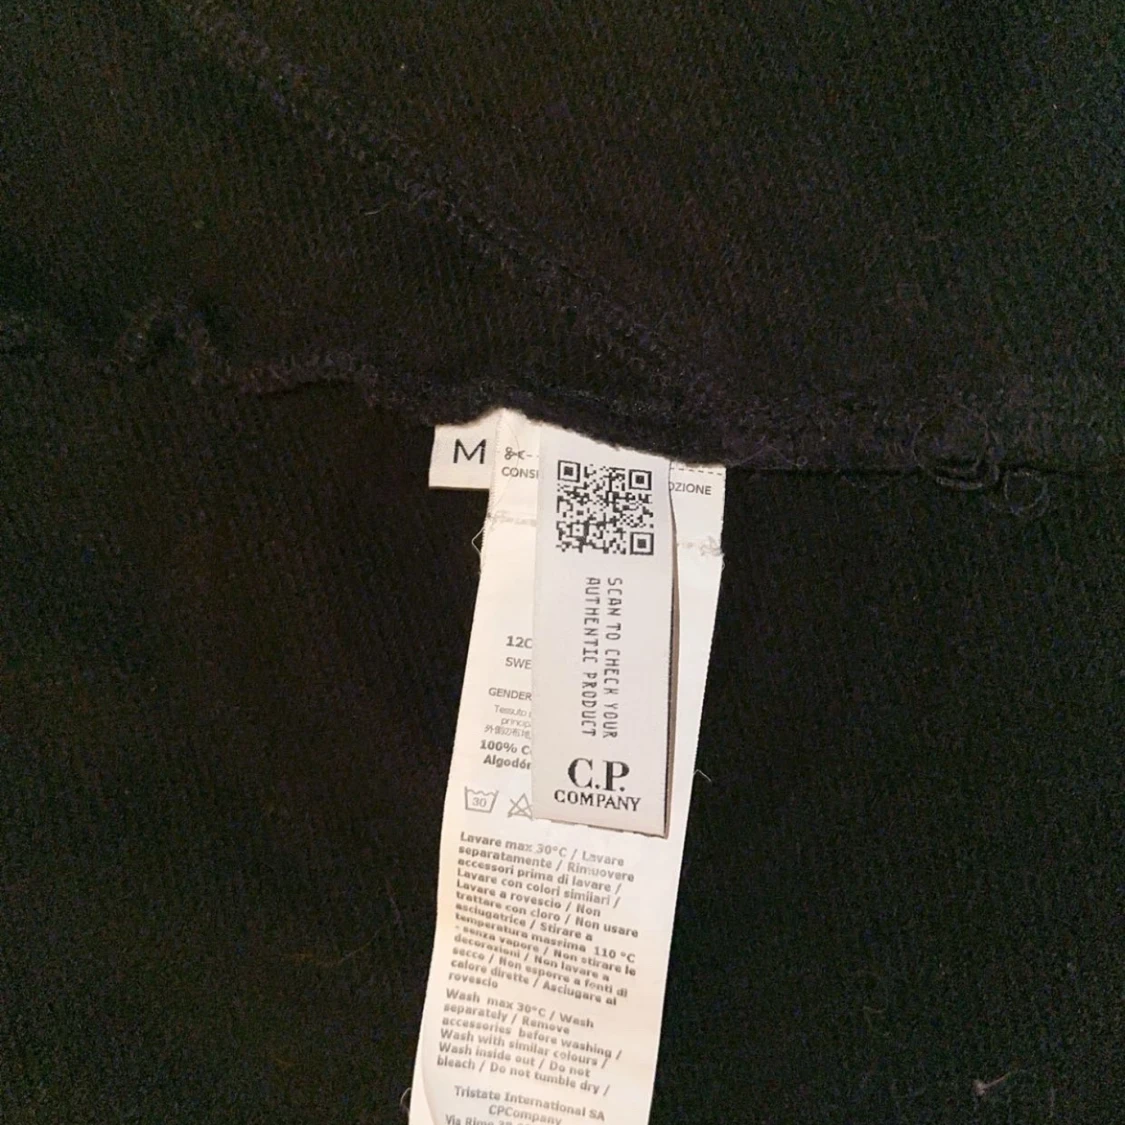 M
CONS
OZIONE
SCAN TO CHECK YOUR
AUTHENTIC PRODUCT
C.P.
COMPANY
12C
SWE
GENDER
Tessuto
princip
100% C
Algodón
30
Lavare max 30°C / Lavare
separatamente / Rimuovere
accessori prima di lavare /
Lavare con colori similari /
Lavare a rovescio / Non
trattare con cloro / Non usare
asciugatrice / Stirare a
temperatura massima 110 °C
- senza vapore / Non stirare le
decorazioni / Non lavare a
secco / Non esporre a fonti di
calore dirette / Asciugare al
rovescio
Wash max 30°C / Wash
separately / Remove
accessories before washing /
Wash with similar colours /
Wash inside out / Do not
bleach / Do not tumble dry /
Tristate International SA
CPCompany
Via